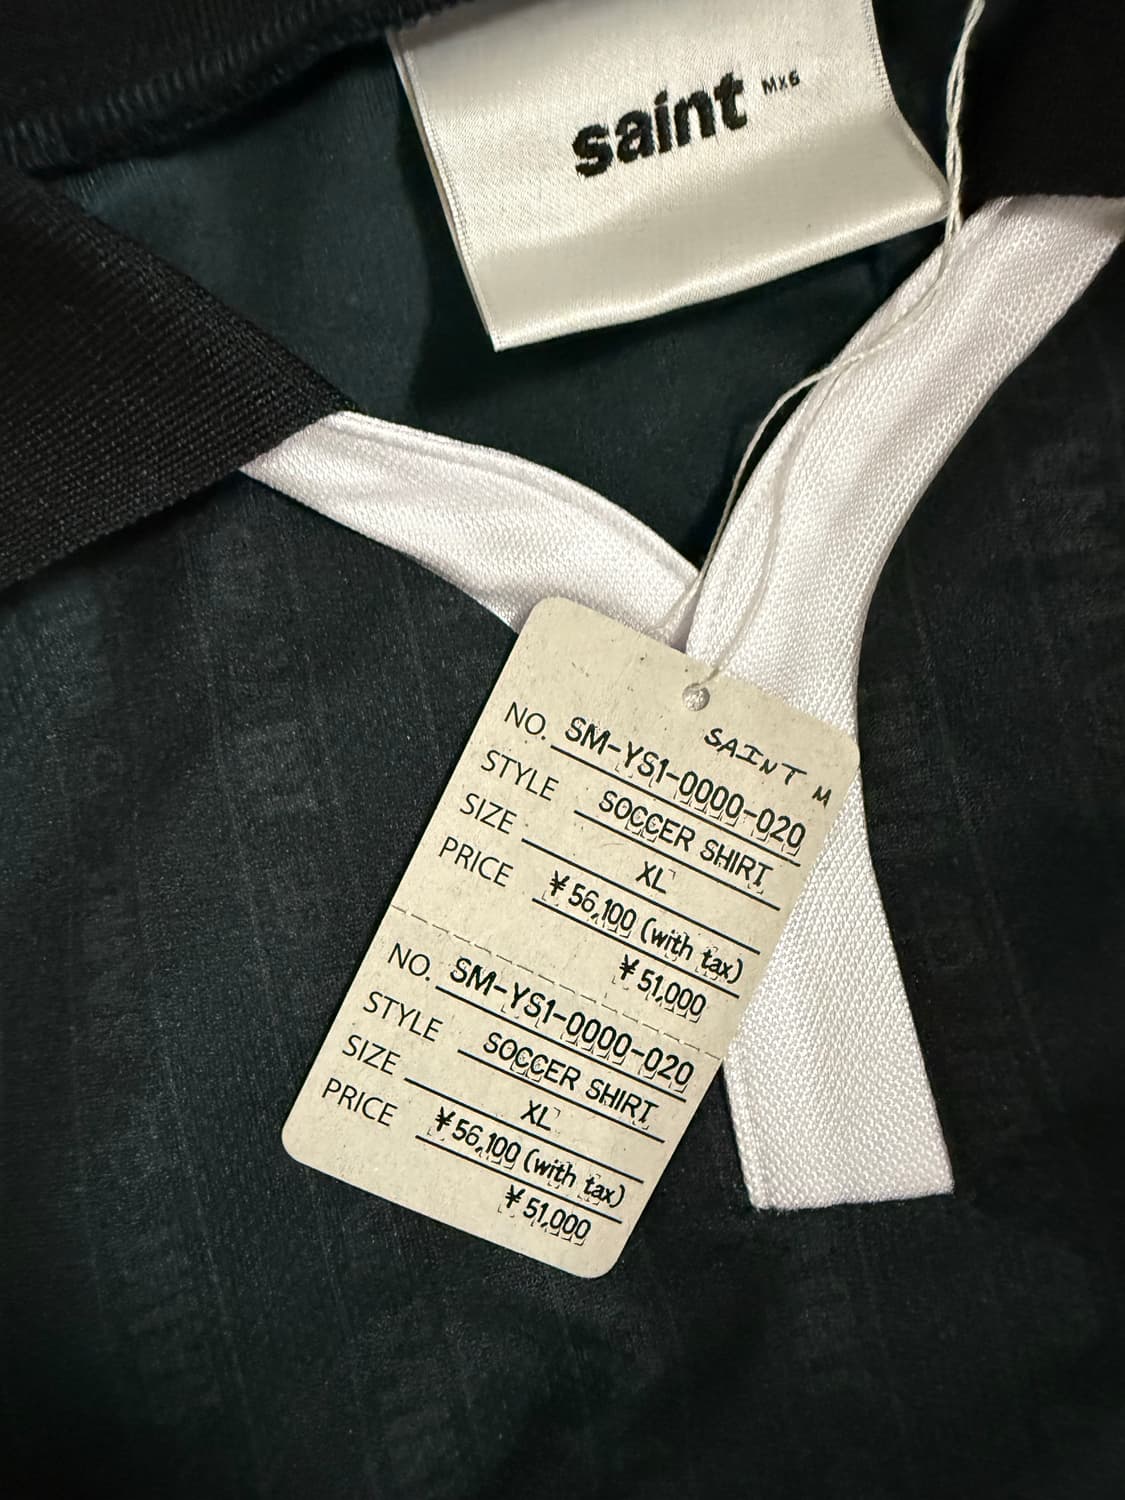 saint Mx6
SAINT M
NO. SM-YS1-0000-020
STYLE SOCCER SHIRT
SIZE XL
PRICE ¥56,100 (with tax)
¥51,000
NO. SM-YS1-0000-020
STYLE SOCCER SHIRT
SIZE XL
PRICE ¥56,100 (with tax)
¥51,000